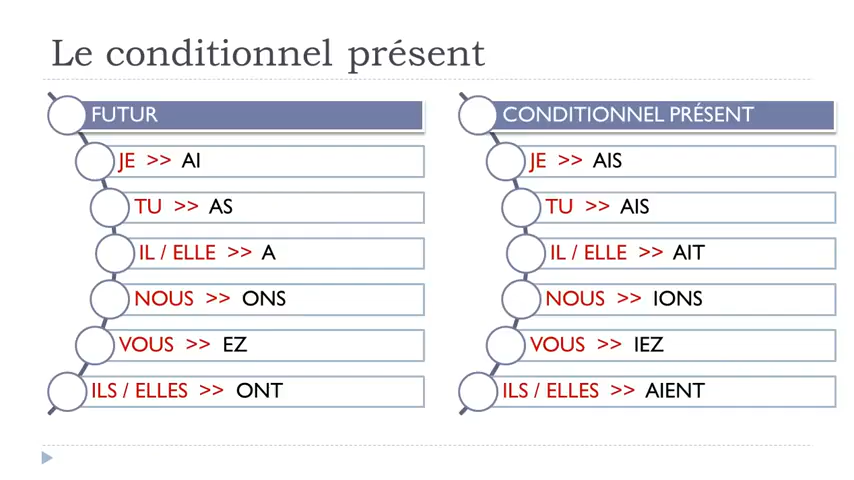 Le conditionnel présent
FUTUR
JE >> AI
TU >> AS
IL / ELLE >> A
NOUS >> ONS
VOUS >> EZ
ILS / ELLES >> ONT
CONDITIONNEL PRÉSENT
JE >> AIS
TU >> AIS
IL / ELLE >> AIT
NOUS >> IONS
VOUS >> IEZ
ILS / ELLES >> AIENT